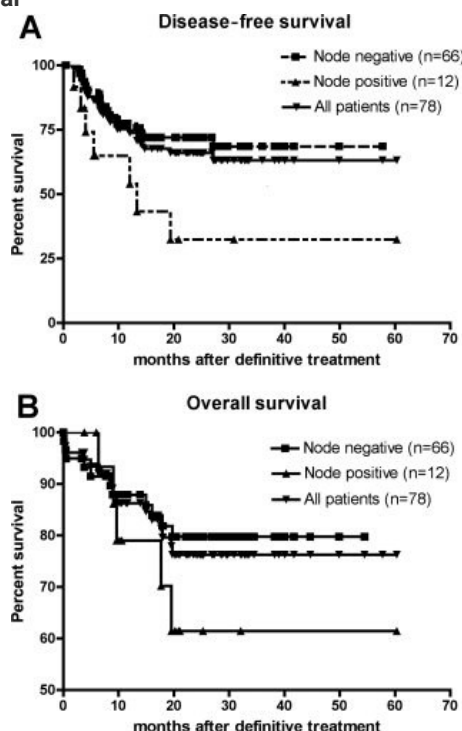 al
A
Disease-free survival
Node negative (n=66)
Node positive (n=12)
All patients (n=78)
Percent survival
100
75
50
25
0
0 10 20 30 40 50 60 70
months after definitive treatment
B
Overall survival
Node negative (n=66)
Node positive (n=12)
All patients (n=78)
Percent survival
100
90
80
70
60
50
0 10 20 30 40 50 60 70
months after definitive treatment